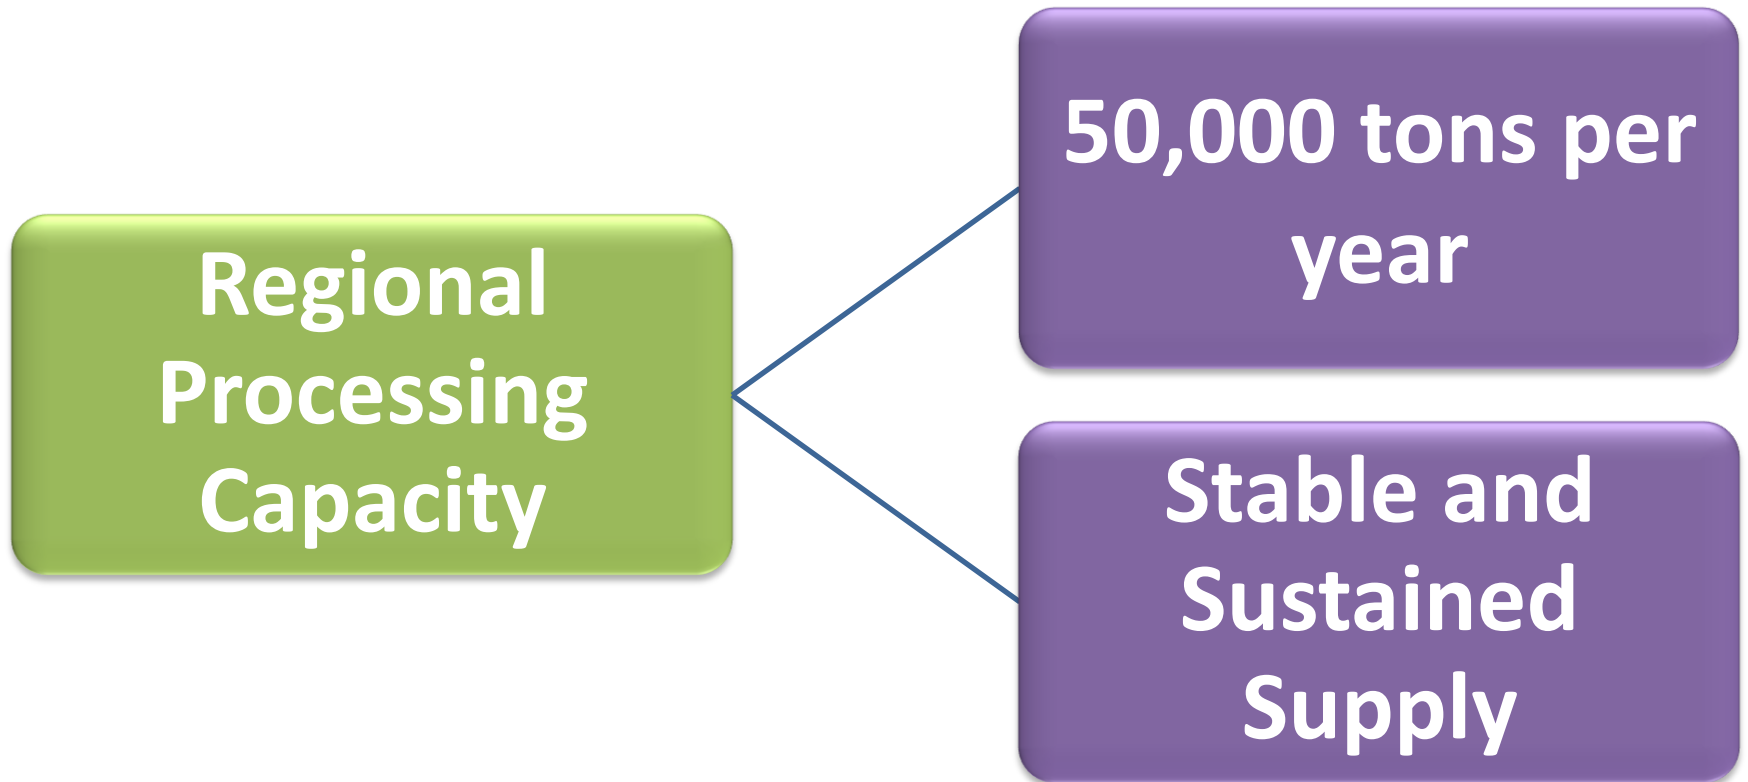 Regional
Processing
Capacity
50,000 tons per
year
Stable and
Sustained
Supply